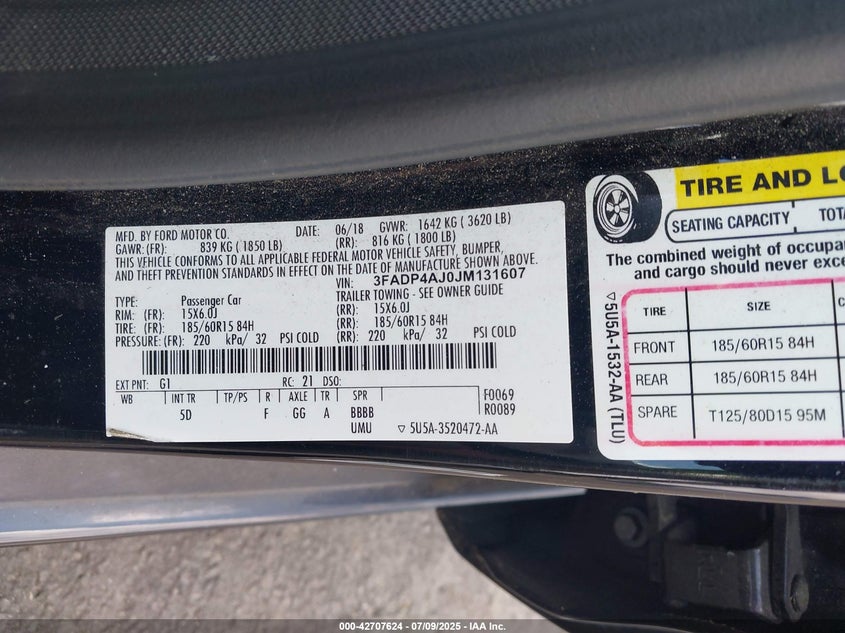 MFD. BY FORD MOTOR CO. DATE: 06/18 GVWR: 1642 KG ( 3620 LB)
GAWR: (FR): 839 KG ( 1850 LB) (RR): 816 KG ( 1800 LB)
THIS VEHICLE CONFORMS TO ALL APPLICABLE FEDERAL MOTOR VEHICLE SAFETY, BUMPER,
AND THEFT PREVENTION STANDARDS IN EFFECT ON THE DATE OF MANUFACTURE SHOWN ABOVE.
VIN: 3FADP4AJ0JM131607
TYPE: Passenger Car TRAILER TOWING - SEE OWNER GUIDE
RIM: (FR): 15X6.0J (RR): 15X6.0J
TIRE: (FR): 185/60R15 84H (RR): 185/60R15 84H
PRESSURE: (FR): 220 kPa/ 32 PSI COLD (RR): 220 kPa/ 32 PSI COLD
EXT PNT: G1 RC: 21 DSO:
WB INT TR TP/PS R AXLE TR SPR F0069
5D F GG A BBBB R0089
UMU ▽ 5U5A-3520472-AA
TIRE AND LO
SEATING CAPACITY TOTA
The combined weight of occupa
and cargo should never exce
▽ 5U5A-1532-AA (TLU)
TIRE SIZE C
FRONT 185/60R15 84H
REAR 185/60R15 84H
SPARE T125/80D15 95M
000-42707624 | 07/09/2025 - IAA Inc.